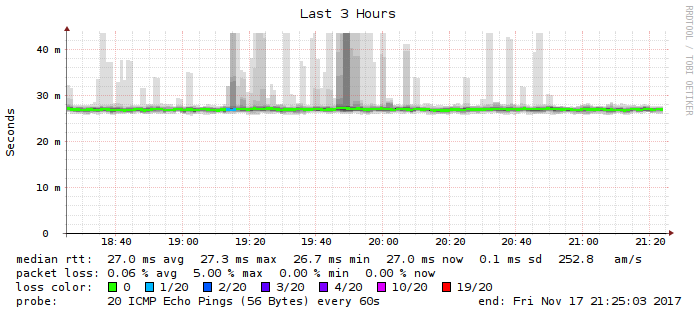 Last 3 Hours
RRDTOOL / TOBI OETIKER
Seconds
40 m
30 m
20 m
10 m
0
18:40 19:00 19:20 19:40 20:00 20:20 20:40 21:00 21:20
median rtt: 27.0 ms avg 27.3 ms max 26.7 ms min 27.0 ms now 0.1 ms sd 252.8 am/s
packet loss: 0.06 % avg 5.00 % max 0.00 % min 0.00 % now
loss color: 0 1/20 2/20 3/20 4/20 10/20 19/20
probe: 20 ICMP Echo Pings (56 Bytes) every 60s end: Fri Nov 17 21:25:03 2017